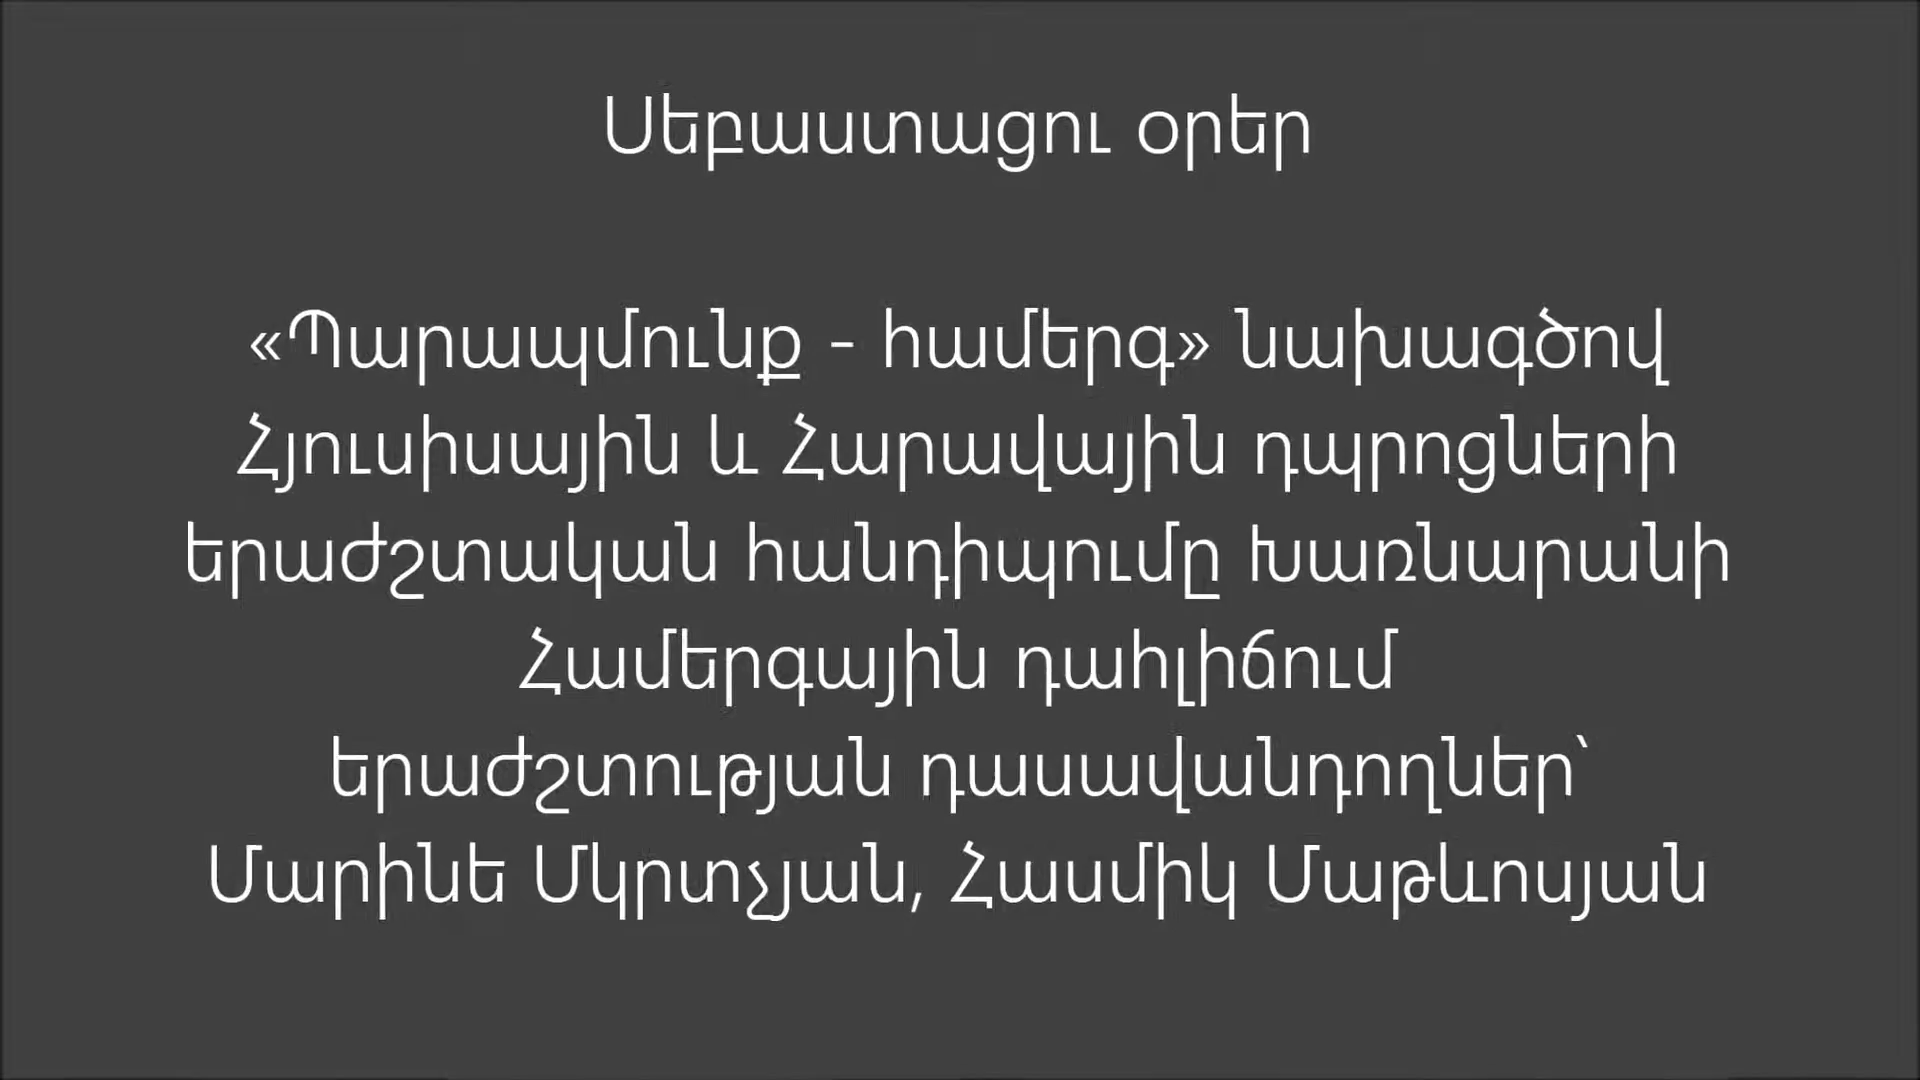 Սեբաստացու օրեր
«Պարապմունք - համերգ» նախագծով
Հյուսիսային և Հարավային դպրոցների
երաժշտական հանդիպումը Խառնարանի
Համերգային դահլիճում
երաժշտության դասավանդողներ՝
Մարինե Մկրտչյան, Հասմիկ Մաթևոսյան